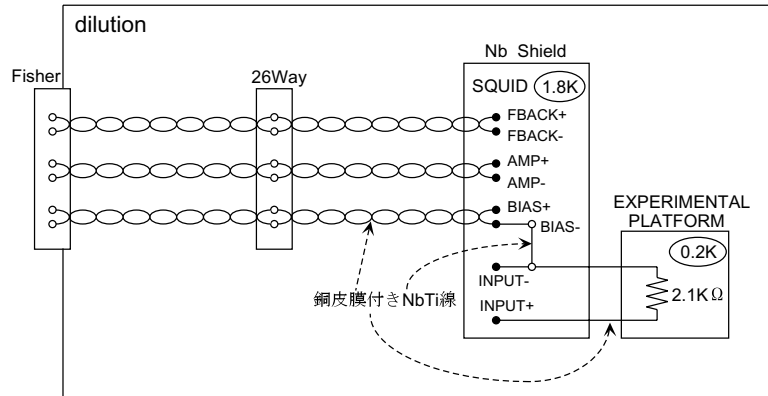 dilution
Nb Shield
Fisher
26Way
SQUID 1.8K
FBACK+
FBACK-
AMP+
AMP-
BIAS+
BIAS-
EXPERIMENTAL
PLATFORM
0.2K
INPUT-
銅皮膜付きNbTi線
2.1KΩ
INPUT+